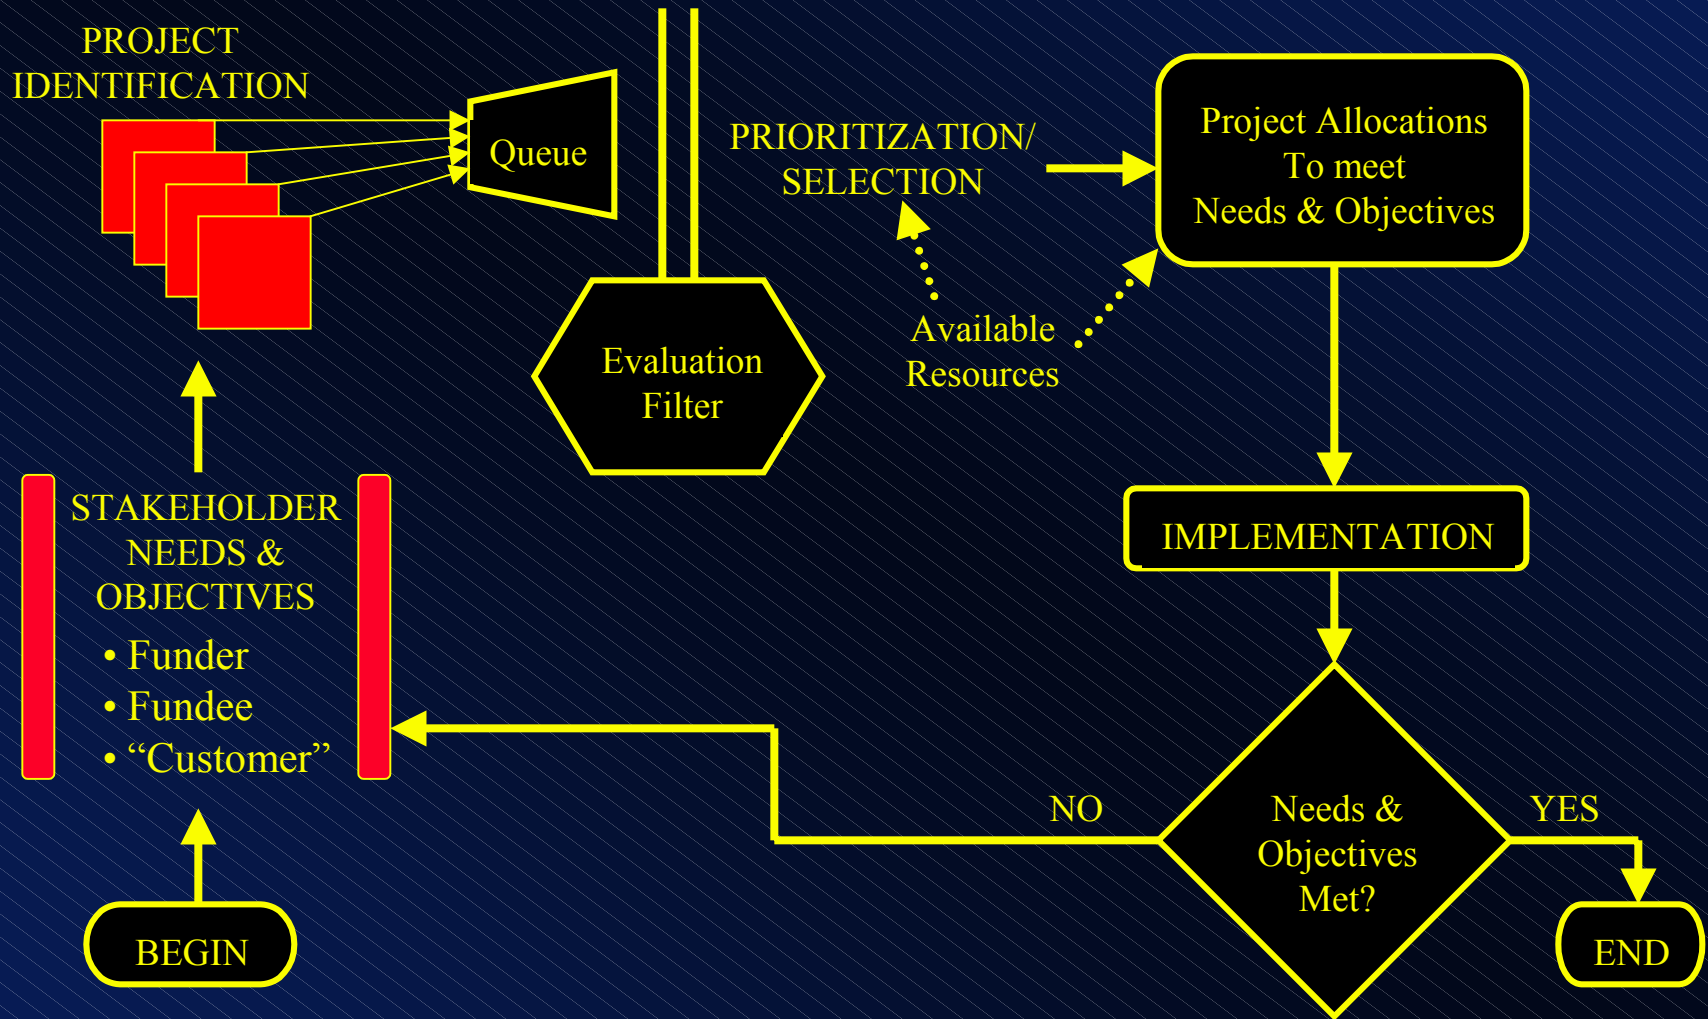 PROJECT
IDENTIFICATION
Queue
PRIORITIZATION/
SELECTION
Project Allocations
To meet
Needs & Objectives
Available
Resources
Evaluation
Filter
STAKEHOLDER
NEEDS &
OBJECTIVES
• Funder
• Fundee
• “Customer”
IMPLEMENTATION
NO
Needs &
Objectives
Met?
YES
BEGIN
END